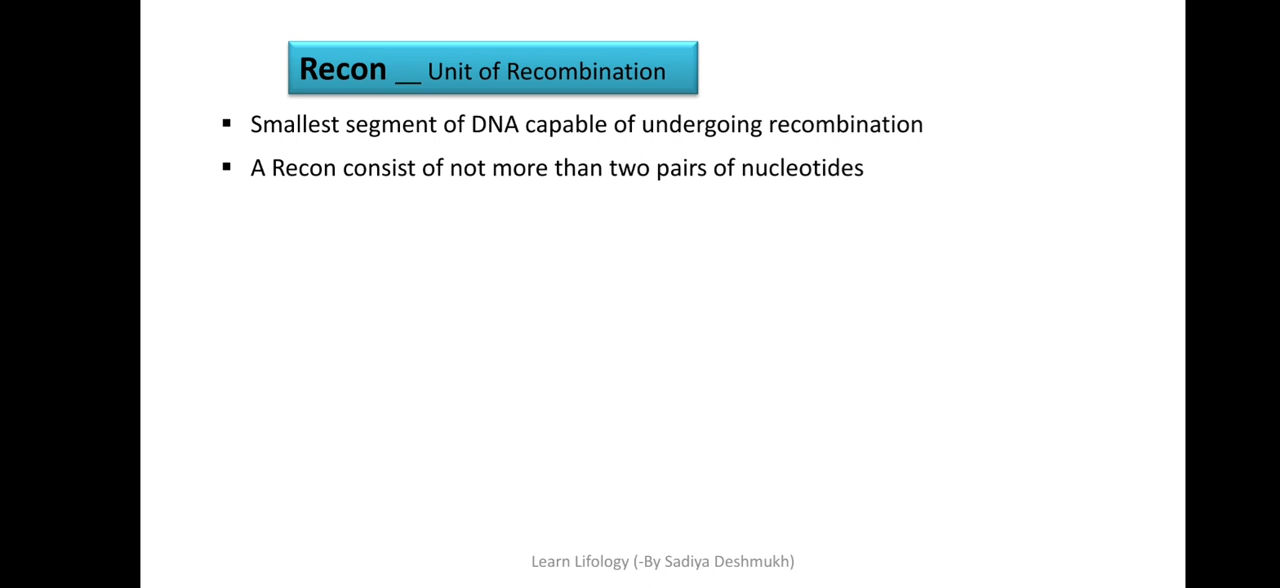 Recon __ Unit of Recombination
▪ Smallest segment of DNA capable of undergoing recombination
▪ A Recon consist of not more than two pairs of nucleotides
Learn Lifology (-By Sadiya Deshmukh)